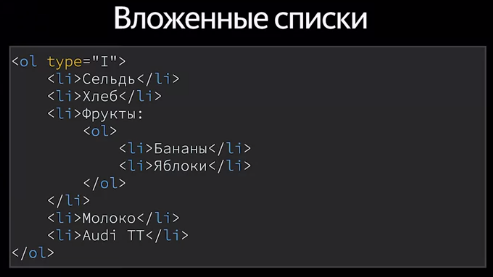 Вложенные списки
<ol type="I">
    <li>Сельдь</li>
    <li>Хлеб</li>
    <li>Фрукты:
        <ol>
            <li>Бананы</li>
            <li>Яблоки</li>
        </ol>
    </li>
    <li>Молоко</li>
    <li>Audi TT</li>
</ol>